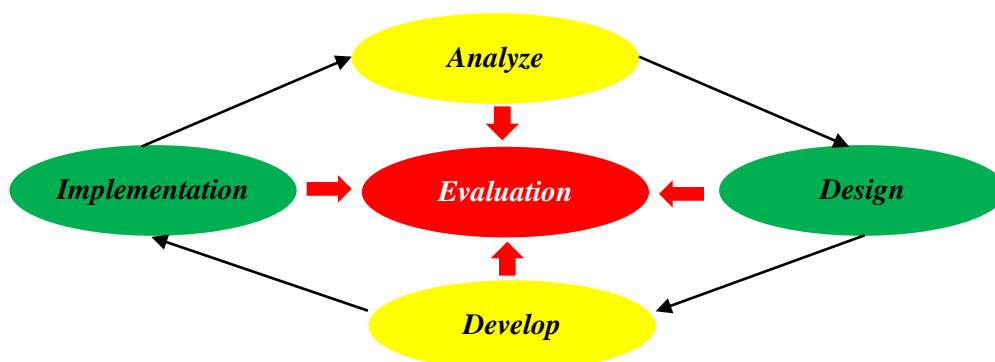 Analyze
Implementation
Evaluation
Design
Develop